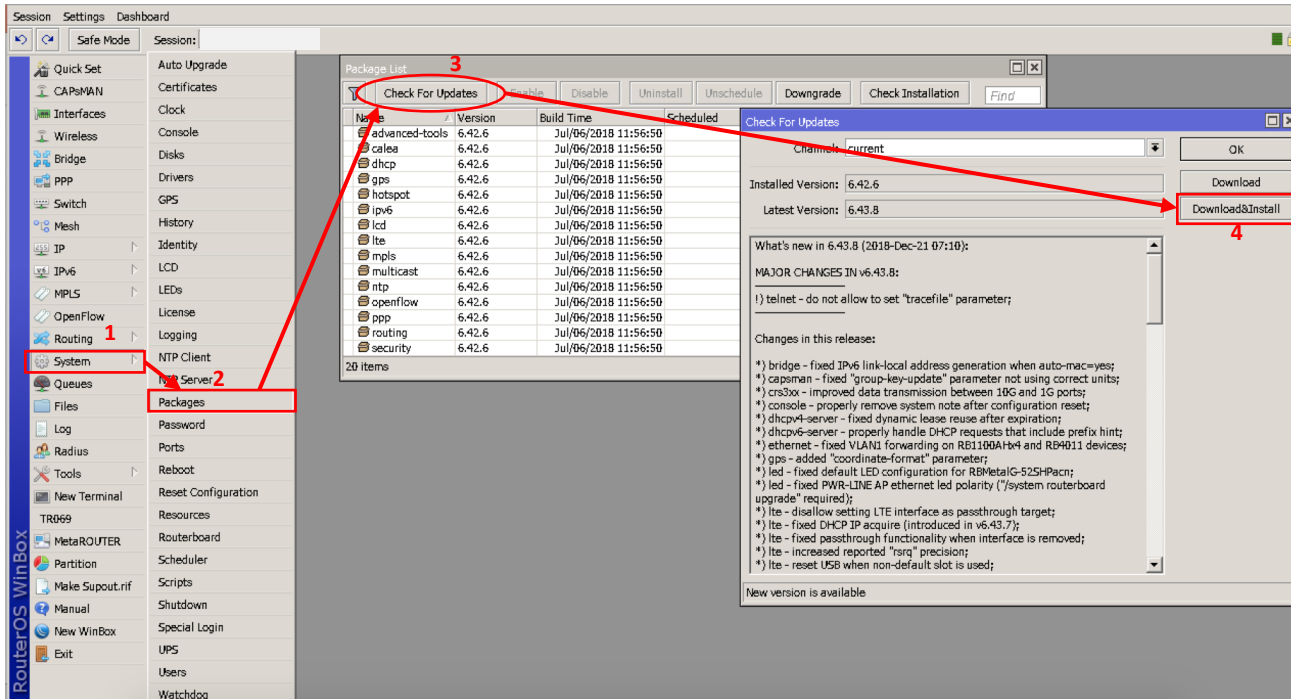 Session Settings Dashboard
Safe Mode Session:
Quick Set
CAPsMAN
Interfaces
Wireless
Bridge
PPP
Switch
Mesh
IP
IPv6
MPLS
OpenFlow
Routing 1
System
Queues
Files
Log
Radius
Tools
New Terminal
TR069
MetaROUTER
Partition
Make Supout.rif
Manual
New WinBox
Exit
RouterOS WinBox
Auto Upgrade
Certificates
Clock
Console
Disks
Drivers
GPS
History
Identity
LCD
LEDs
License
Logging
NTP Client
NTP Server 2
Packages
Password
Ports
Reboot
Reset Configuration
Resources
Routerboard
Scheduler
Scripts
Shutdown
Special Login
UPS
Users
Watchdog
Package List 3
Check For Updates Enable Disable Uninstall Unschedule Downgrade Check Installation Find
Name Version Build Time Scheduled
advanced-tools 6.42.6 Jul/06/2018 11:56:50
calea 6.42.6 Jul/06/2018 11:56:50
dhcp 6.42.6 Jul/06/2018 11:56:50
gps 6.42.6 Jul/06/2018 11:56:50
hotspot 6.42.6 Jul/06/2018 11:56:50
ipv6 6.42.6 Jul/06/2018 11:56:50
lcd 6.42.6 Jul/06/2018 11:56:50
lte 6.42.6 Jul/06/2018 11:56:50
mpls 6.42.6 Jul/06/2018 11:56:50
multicast 6.42.6 Jul/06/2018 11:56:50
ntp 6.42.6 Jul/06/2018 11:56:50
openflow 6.42.6 Jul/06/2018 11:56:50
ppp 6.42.6 Jul/06/2018 11:56:50
routing 6.42.6 Jul/06/2018 11:56:50
security 6.42.6 Jul/06/2018 11:56:50
20 items
Check For Updates
Channel: current
OK
Installed Version: 6.42.6
Download
Latest Version: 6.43.8
Download&Install
4
What's new in 6.43.8 (2018-Dec-21 07:10):
MAJOR CHANGES IN v6.43.8:
----------------------
!) telnet - do not allow to set "tracefile" parameter;
----------------------
Changes in this release:
*) bridge - fixed IPv6 link-local address generation when auto-mac=yes;
*) capsman - fixed "group-key-update" parameter not using correct units;
*) crs3xx - improved data transmission between 10G and 1G ports;
*) console - properly remove system note after configuration reset;
*) dhcpv4-server - fixed dynamic lease reuse after expiration;
*) dhcpv6-server - properly handle DHCP requests that include prefix hint;
*) ethernet - fixed VLAN1 forwarding on RB1100AHx4 and RB4011 devices;
*) gps - added "coordinate-format" parameter;
*) led - fixed default LED configuration for RBMetalG-52SHPacn;
*) led - fixed PWR-LINE AP ethernet led polarity ("/system routerboard
upgrade" required);
*) lte - disallow setting LTE interface as passthrough target;
*) lte - fixed DHCP IP acquire (introduced in v6.43.7);
*) lte - fixed passthrough functionality when interface is removed;
*) lte - increased reported "rsrq" precision;
*) lte - reset USB when non-default slot is used;
New version is available